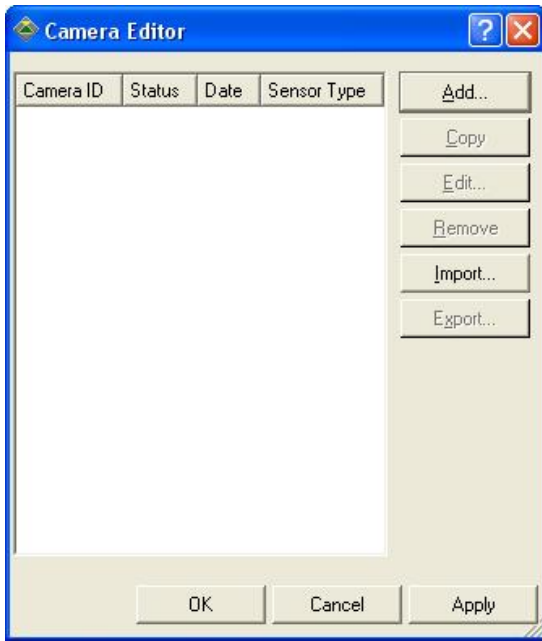 Camera Editor
Camera ID Status Date Sensor Type
Add...
Copy
Edit...
Remove
Import...
Export...
OK Cancel Apply